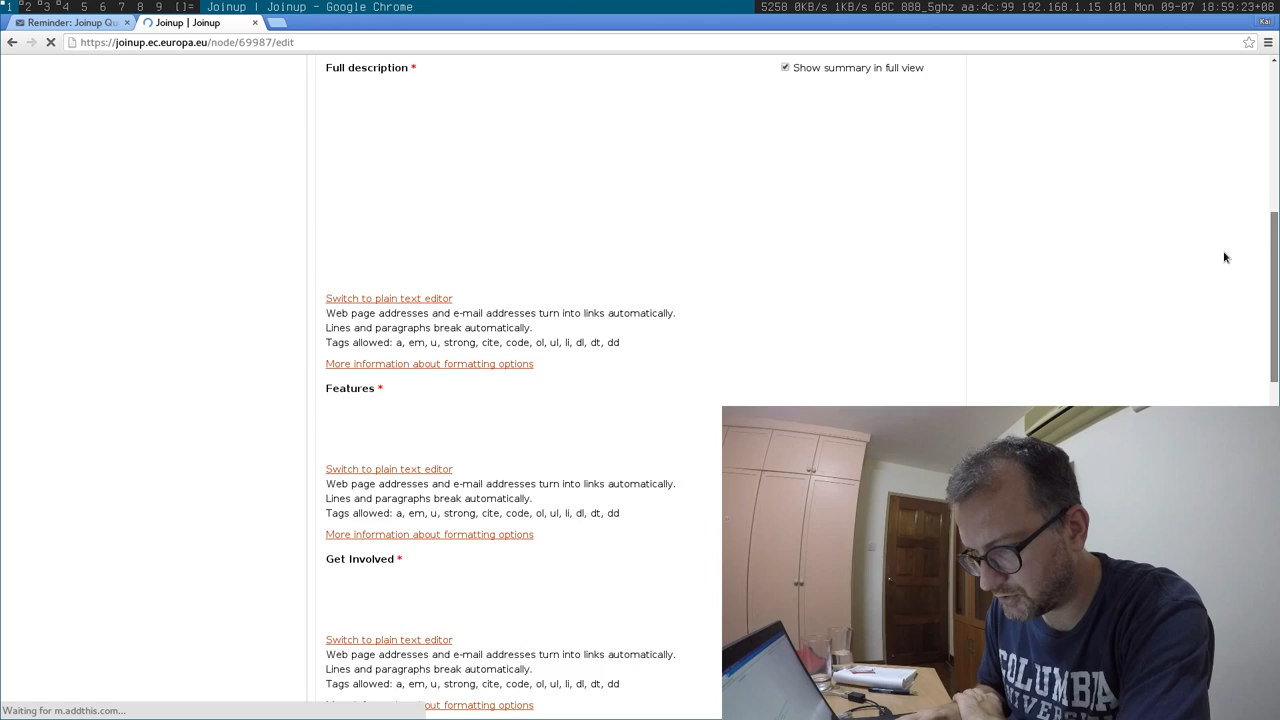 1 2 3 4 5 6 7 8 9 []= Joinup | Joinup - Google Chrome 5258 0KB/s 1KB/s 68C 888_5ghz aa:4c:99 192.168.1.15 101 Mon 09-07 18:59:23+08
Reminder: Joinup Qu × Joinup | Joinup × Kai
https://joinup.ec.europa.eu/node/69987/edit
Full description * Show summary in full view
Switch to plain text editor
Web page addresses and e-mail addresses turn into links automatically.
Lines and paragraphs break automatically.
Tags allowed: a, em, u, strong, cite, code, ol, ul, li, dl, dt, dd
More information about formatting options
Features *
Switch to plain text editor
Web page addresses and e-mail addresses turn into links automatically.
Lines and paragraphs break automatically.
Tags allowed: a, em, u, strong, cite, code, ol, ul, li, dl, dt, dd
More information about formatting options
Get Involved *
Switch to plain text editor
Web page addresses and e-mail addresses turn into links automatically.
Lines and paragraphs break automatically.
Tags allowed: a, em, u, strong, cite, code, ol, ul, li, dl, dt, dd
out formatting options
Waiting for m.addthis.com...
COLUMBIA
UNIVERSITY